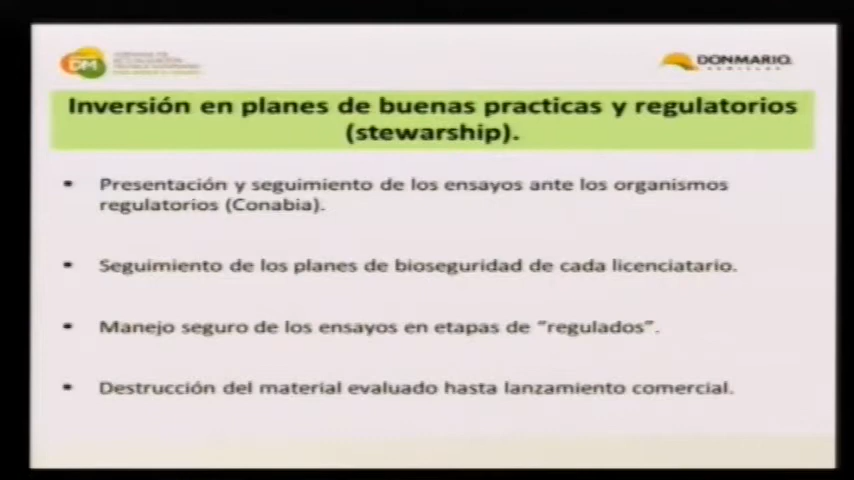 DM
DONMARIO
SEMILLAS
Inversión en planes de buenas practicas y regulatorios
(stewarship).
• Presentación y seguimiento de los ensayos ante los organismos
regulatorios (Conabia).
• Seguimiento de los planes de bioseguridad de cada licenciatario.
• Manejo seguro de los ensayos en etapas de “regulados”.
• Destrucción del material evaluado hasta lanzamiento comercial.